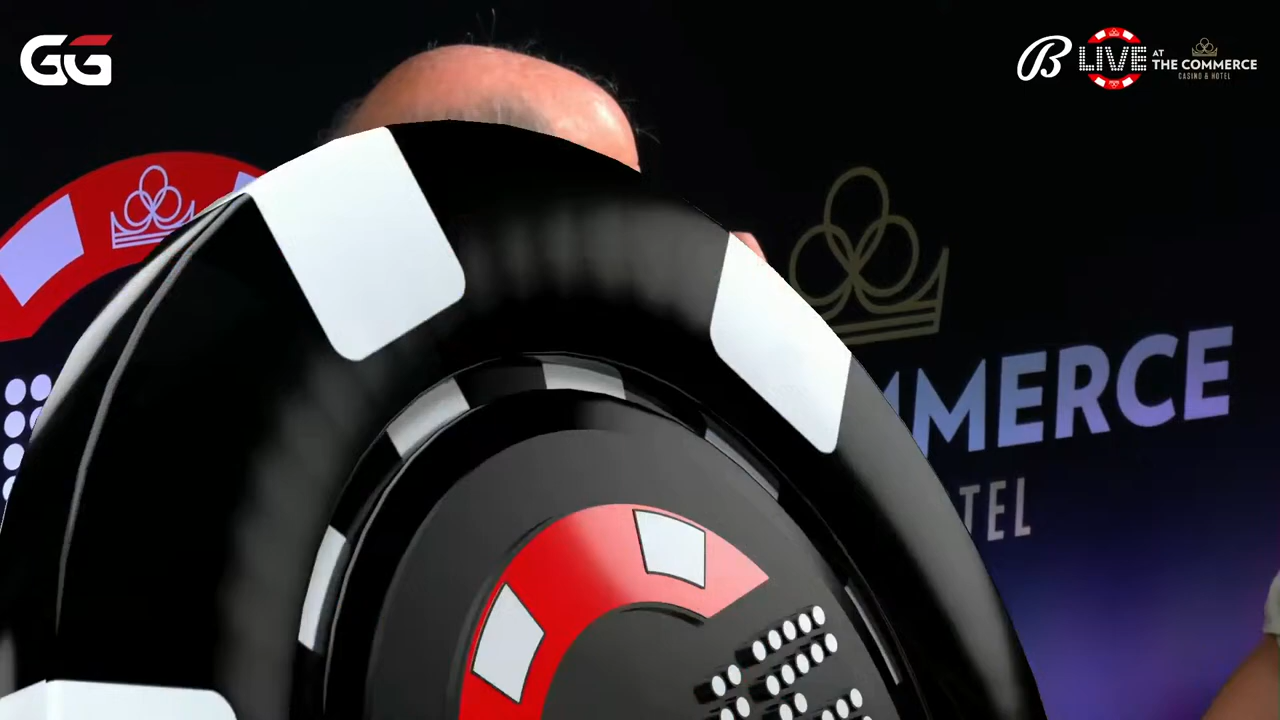 GG
B LIVE AT THE COMMERCE
CASINO & HOTEL
MMERCE
TEL